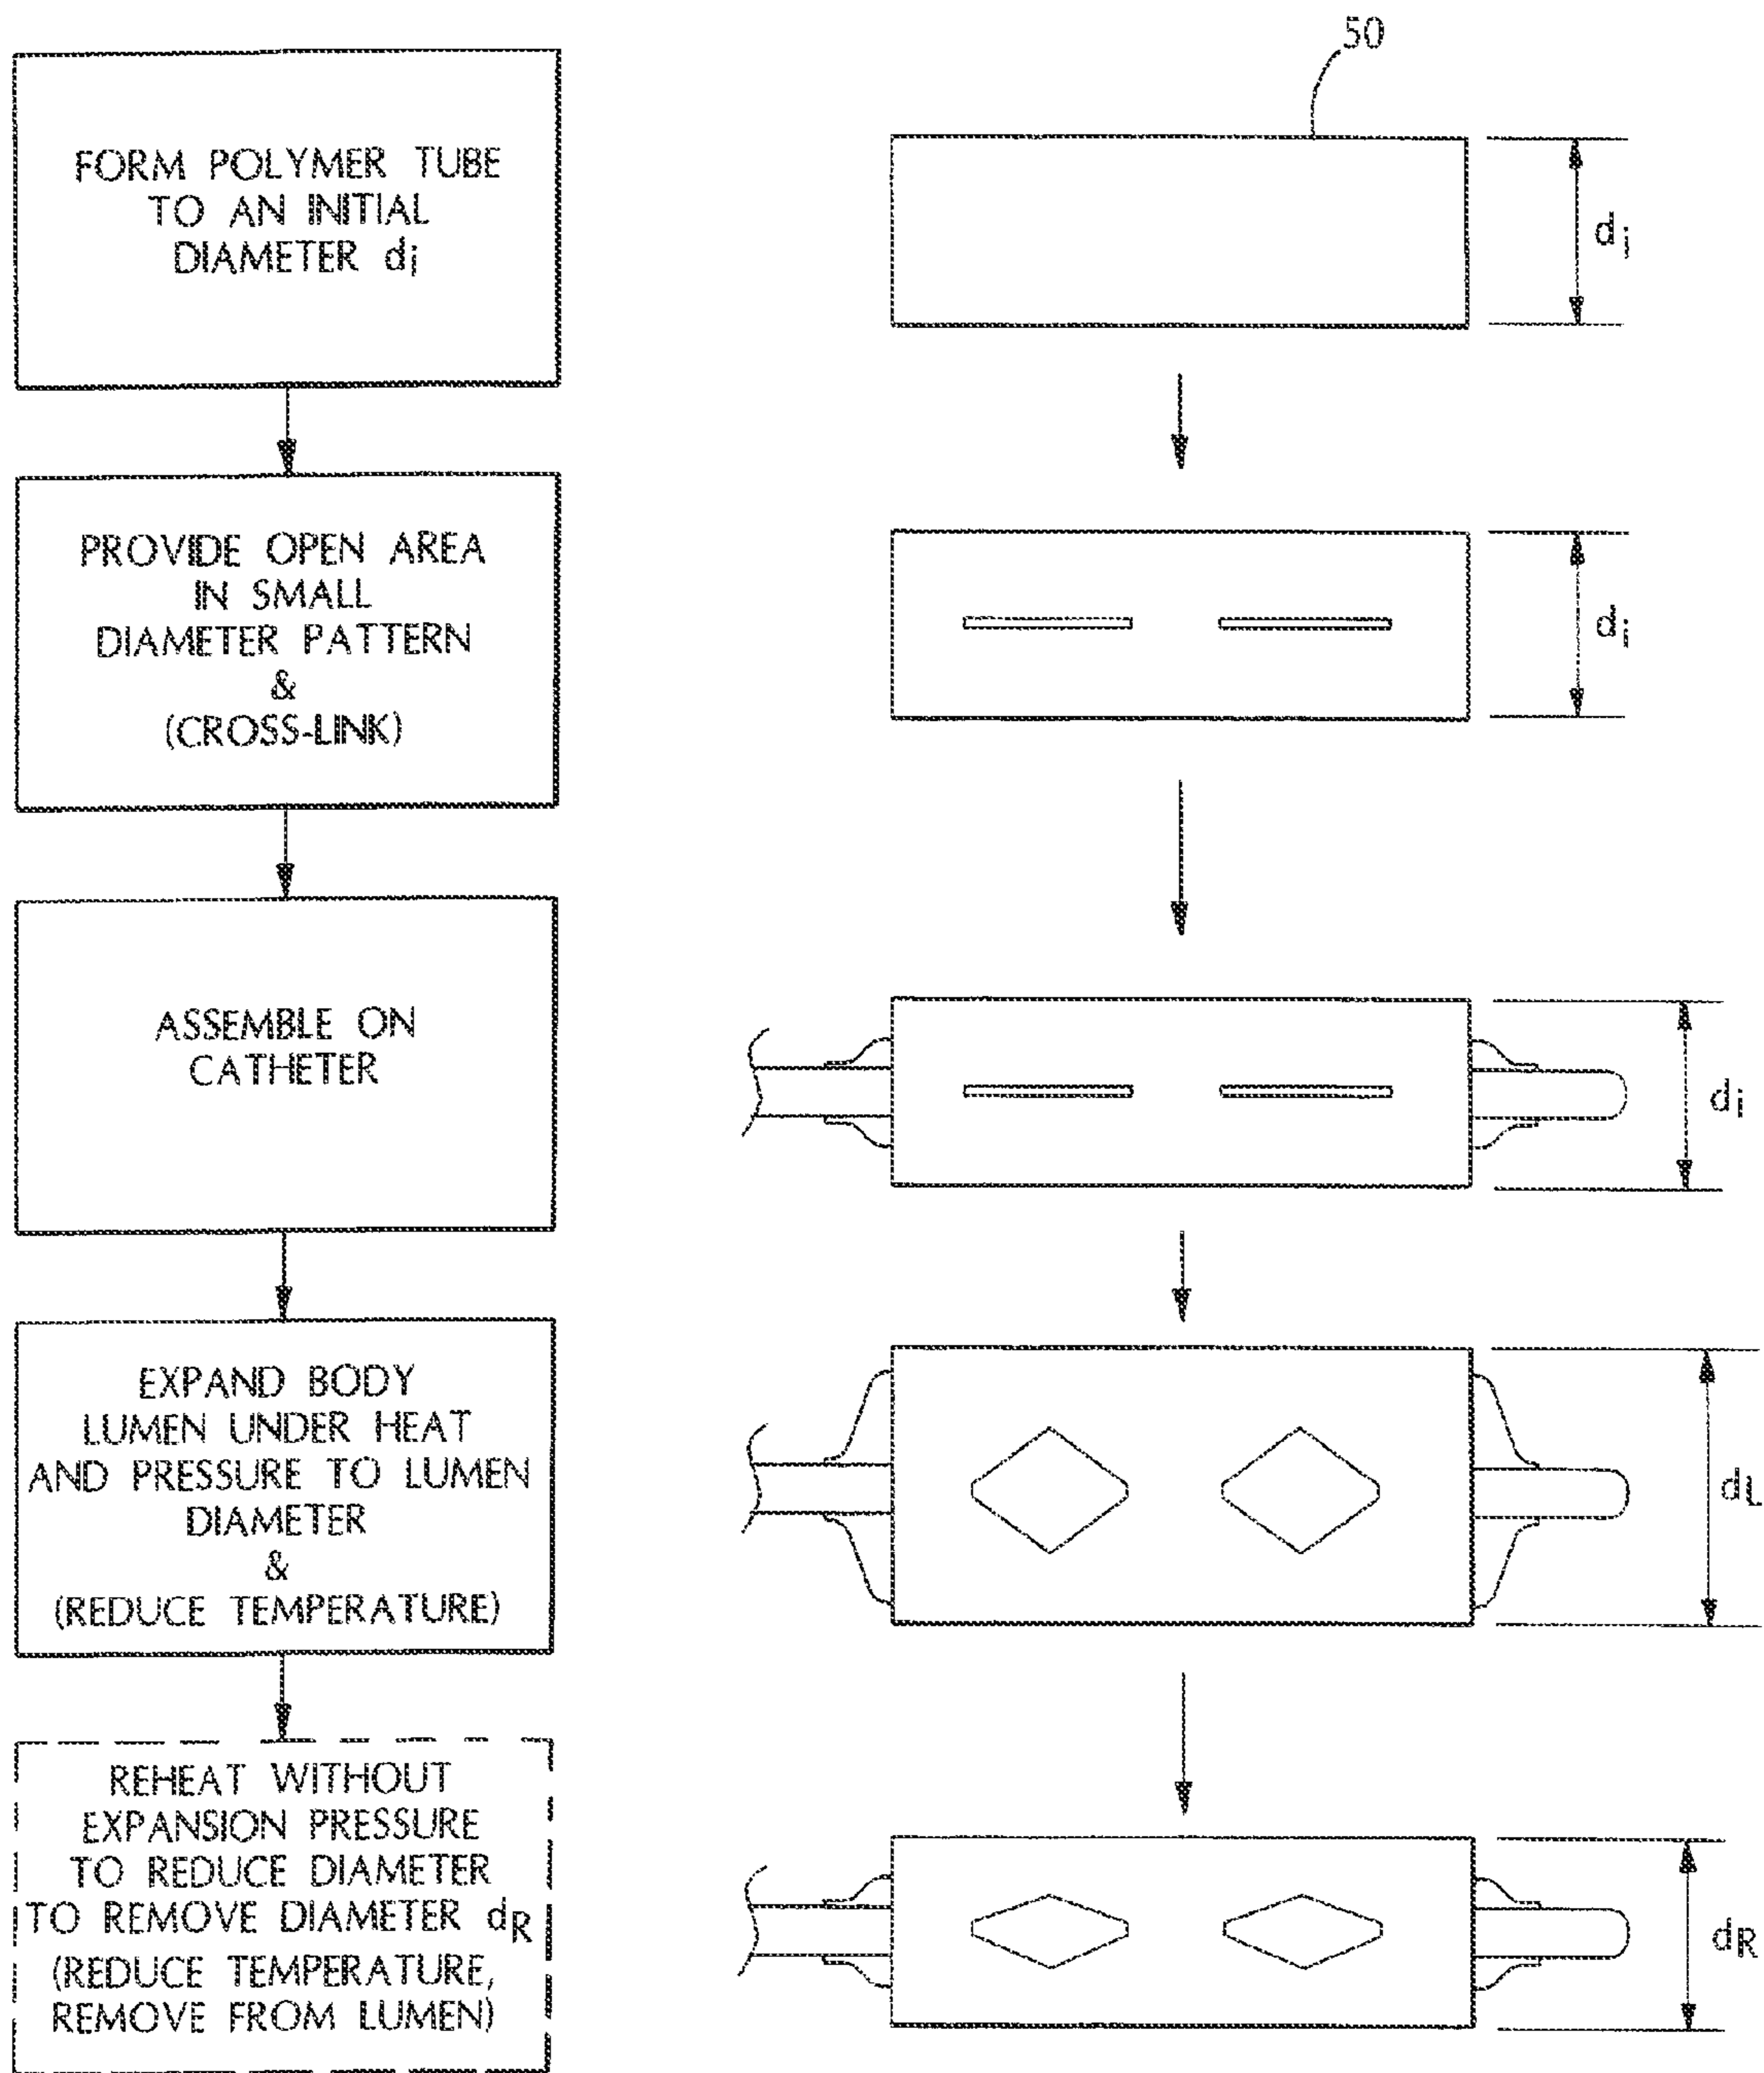 50
FORM POLYMER TUBE
TO AN INITIAL
DIAMETER di
di
PROVIDE OPEN AREA
IN SMALL
DIAMETER PATTERN
&
(CROSS-LINK)
di
ASSEMBLE ON
CATHETER
di
EXPAND BODY
LUMEN UNDER HEAT
AND PRESSURE TO LUMEN
DIAMETER
&
(REDUCE TEMPERATURE)
dL
REHEAT WITHOUT
EXPANSION PRESSURE
TO REDUCE DIAMETER
TO REMOVE DIAMETER dR
(REDUCE TEMPERATURE,
REMOVE FROM LUMEN)
dR